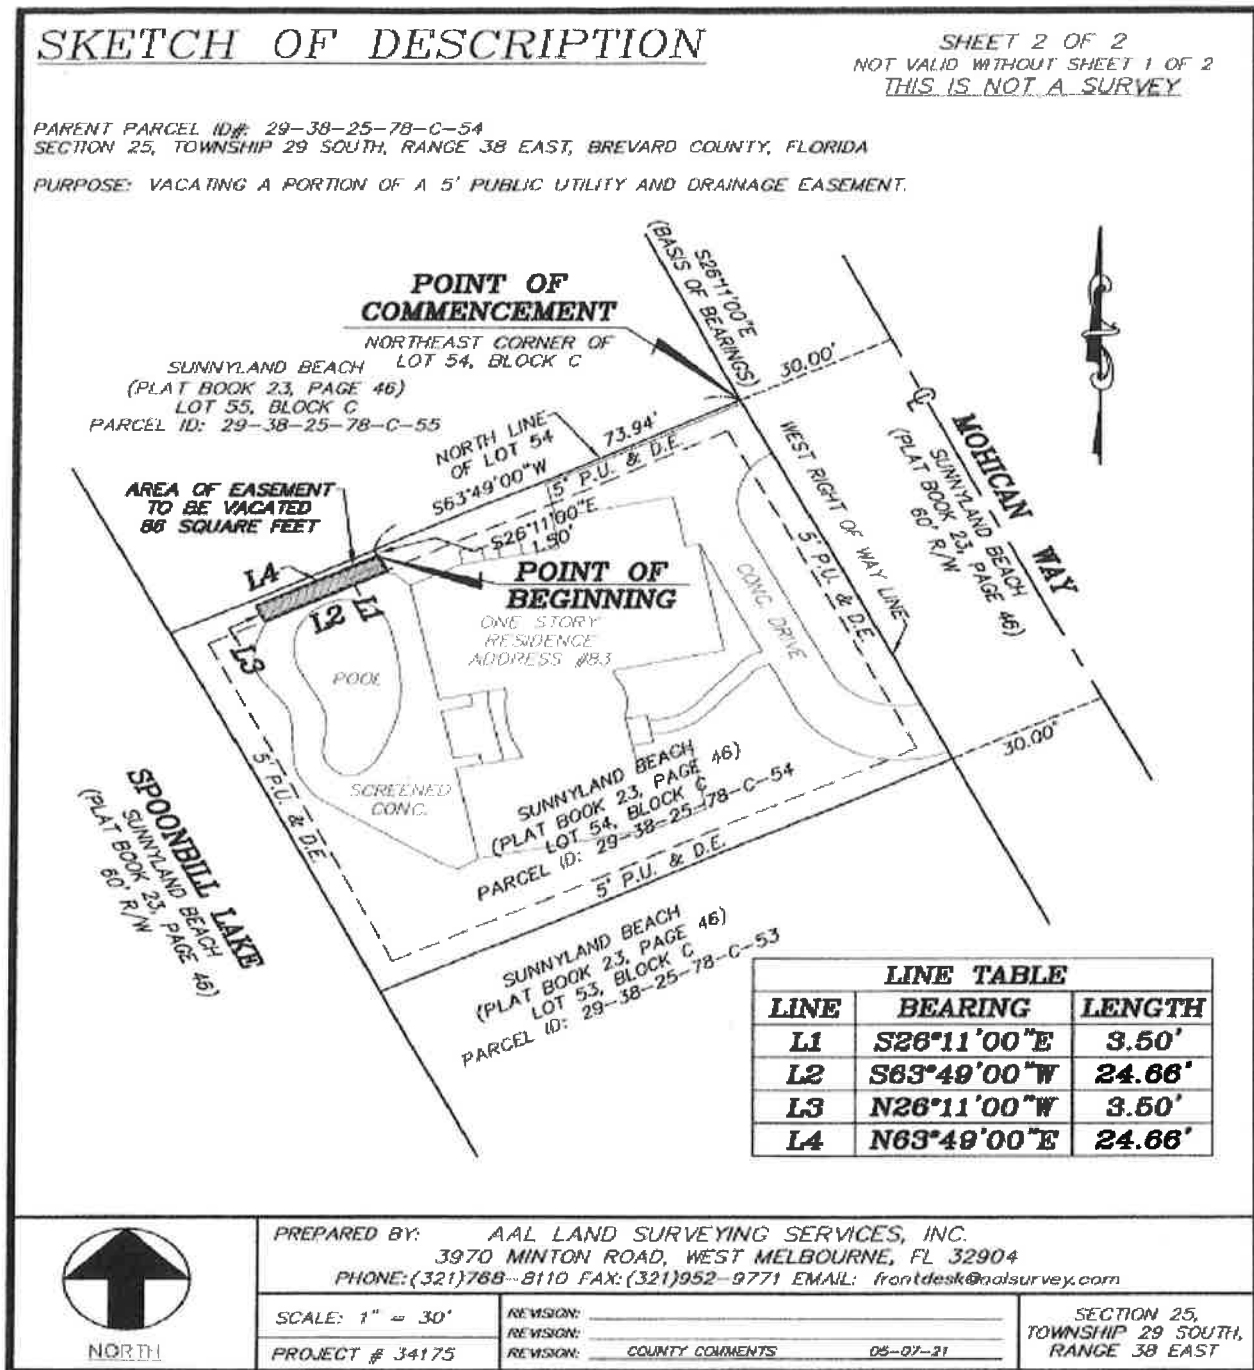 SKETCH OF DESCRIPTION
SHEET 2 OF 2
NOT VALID WITHOUT SHEET 1 OF 2
THIS IS NOT A SURVEY
PARENT PARCEL ID#: 29-38-25-78-C-54
SECTION 25, TOWNSHIP 29 SOUTH, RANGE 38 EAST, BREVARD COUNTY, FLORIDA
PURPOSE: VACATING A PORTION OF A 5' PUBLIC UTILITY AND DRAINAGE EASEMENT.
S26°11'00"E
(BASIS OF BEARINGS)
POINT OF
COMMENCEMENT
NORTHEAST CORNER OF
LOT 54, BLOCK C
SUNNYLAND BEACH
(PLAT BOOK 23, PAGE 46)
LOT 55, BLOCK C
PARCEL ID: 29-38-25-78-C-55
30.00'
NORTH LINE
OF LOT 54
S63°49'00"W
73.94'
5' P.U. & D.E.
AREA OF EASEMENT
TO BE VACATED
86 SQUARE FEET
S26°11'00"E
1.50'
POINT OF
BEGINNING
L4
L2
L1
L3
POOL
ONE STORY
RESIDENCE
ADDRESS #83
CONC. DRIVE
WEST RIGHT OF WAY LINE
5' P.U. & D.E.
MOHICAN WAY
SUNNYLAND BEACH
(PLAT BOOK 23, PAGE 46)
60' R/W
30.00'
SCREENED
CONC.
5' P.U. & D.E.
SPOONBILL LAKE
SUNNYLAND BEACH
(PLAT BOOK 23, PAGE 46)
60' R/W
SUNNYLAND BEACH
(PLAT BOOK 23, PAGE 46)
LOT 54, BLOCK C
PARCEL ID: 29-38-25-78-C-54
5' P.U. & D.E.
SUNNYLAND BEACH
(PLAT BOOK 23, PAGE 46)
LOT 53, BLOCK C
PARCEL ID: 29-38-25-78-C-53
LINE TABLE
LINE BEARING LENGTH
L1 S26°11'00"E 3.50'
L2 S63°49'00"W 24.66'
L3 N26°11'00"W 3.50'
L4 N63°49'00"E 24.66'
NORTH
PREPARED BY: AAL LAND SURVEYING SERVICES, INC.
3970 MINTON ROAD, WEST MELBOURNE, FL 32904
PHONE:(321)768-8110 FAX:(321)952-9771 EMAIL: frontdesk@aalsurvey.com
SCALE: 1" = 30'
PROJECT # 34175
REVISION:
REVISION:
REVISION: COUNTY COMMENTS 05-07-21
SECTION 25,
TOWNSHIP 29 SOUTH,
RANGE 38 EAST